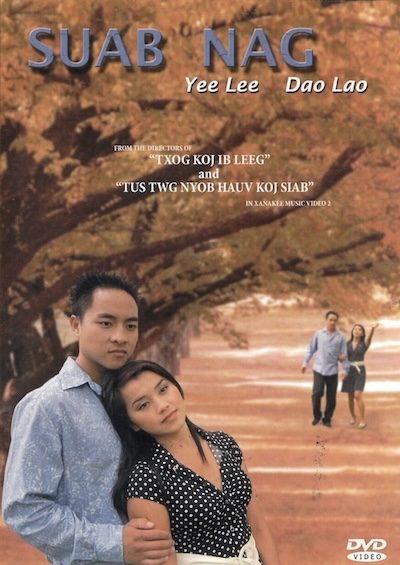 SUAB NAG
Yee Lee Dao Lao
FROM THE DIRECTORS OF
“TXOG KOJ IB LEEG”
and
“TUS TWG NYOB HAUV KOJ SIAB”
IN XANAKEE MUSIC VIDEO 2
DVD
VIDEO